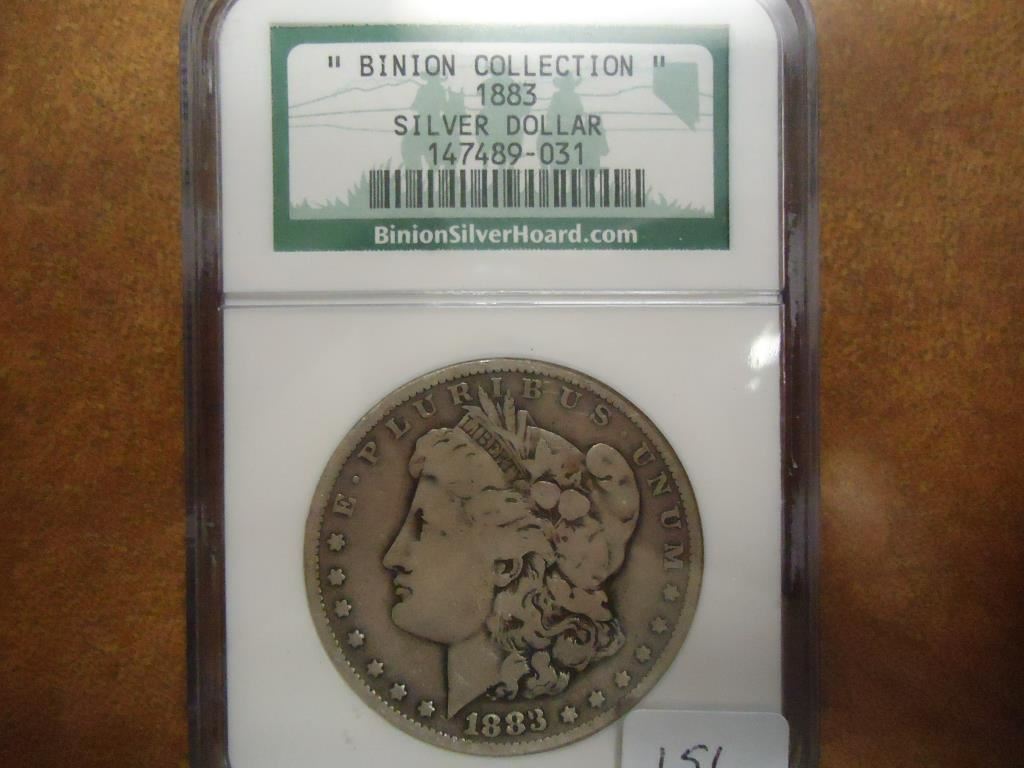 " BINION COLLECTION "
1883
SILVER DOLLAR
147489-031
BinionSilverHoard.com
E · PLURIBUS · UNUM
LIBERTY
1883
151